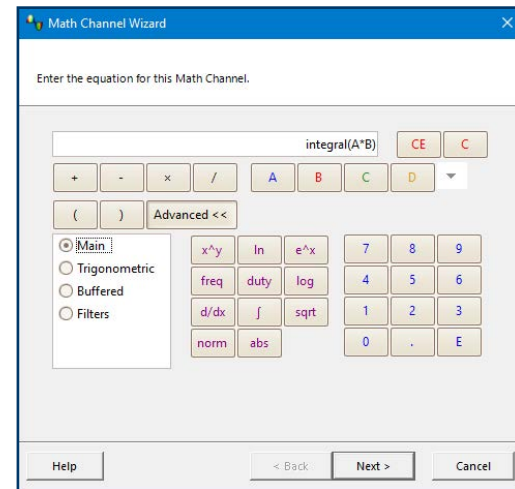 Math Channel Wizard
Enter the equation for this Math Channel.
integral(A*B) CE C
+ - × / A B C D
( ) Advanced <<
Main x^y ln e^x 7 8 9
Trigonometric freq duty log 4 5 6
Buffered d/dx ∫ sqrt 1 2 3
Filters norm abs 0 . E
Help < Back Next > Cancel